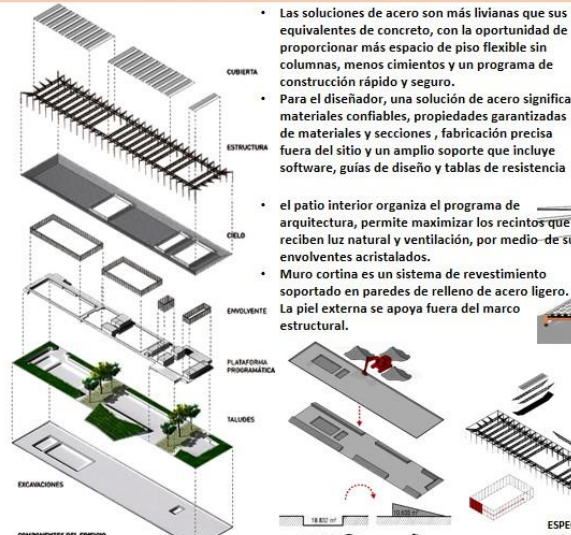 • Las soluciones de acero son más livianas que sus
equivalentes de concreto, con la oportunidad de
proporcionar más espacio de piso flexible sin
columnas, menos cimientos y un programa de
construcción rápido y seguro.
• Para el diseñador, una solución de acero significa
materiales confiables, propiedades garantizadas
de materiales y secciones , fabricación precisa
fuera del sitio y un amplio soporte que incluye
software, guías de diseño y tablas de resistencia
• el patio interior organiza el programa de
arquitectura, permite maximizar los recintos que
reciben luz natural y ventilación, por medio de su
envolventes acristalados.
• Muro cortina es un sistema de revestimiento
soportado en paredes de relleno de acero ligero.
La piel externa se apoya fuera del marco
estructural.
CUBIERTA
ESTRUCTURA
CIELO
ENVOLVENTE
PLATAFORMA
PROGRAMÁTICA
TALUDES
EXCAVACIONES
COMPONENTES DEL EDIFICIO
ESPE